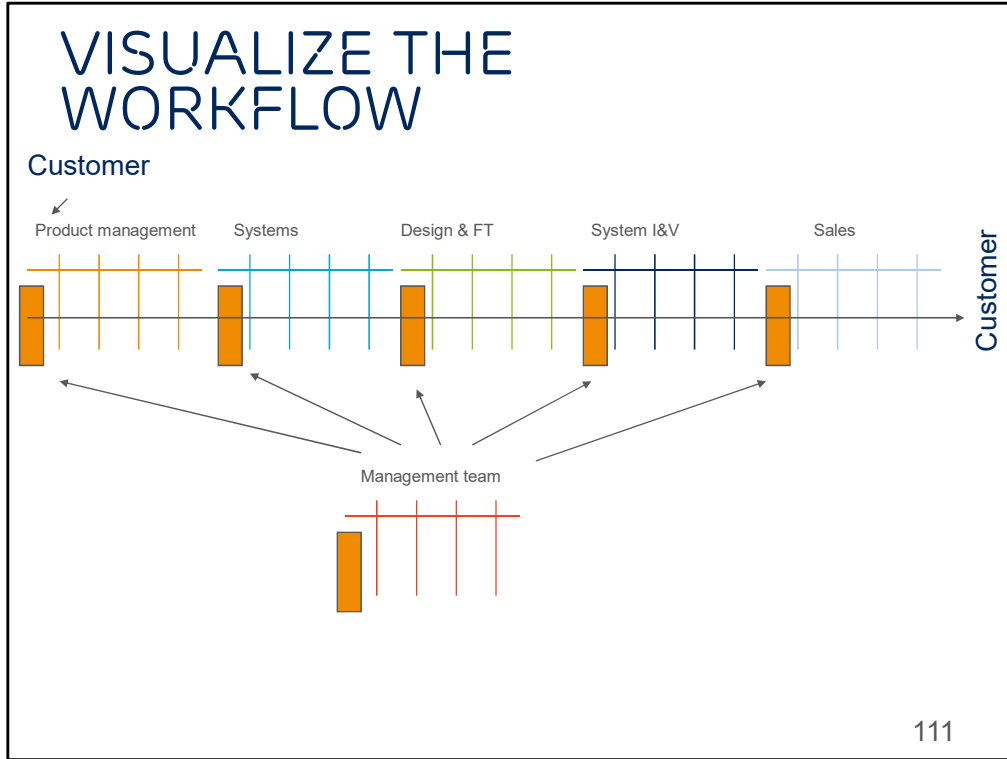 VISUALIZE THE
WORKFLOW
Customer
Product management
Systems
Design & FT
System I&V
Sales
Customer
Management team
111